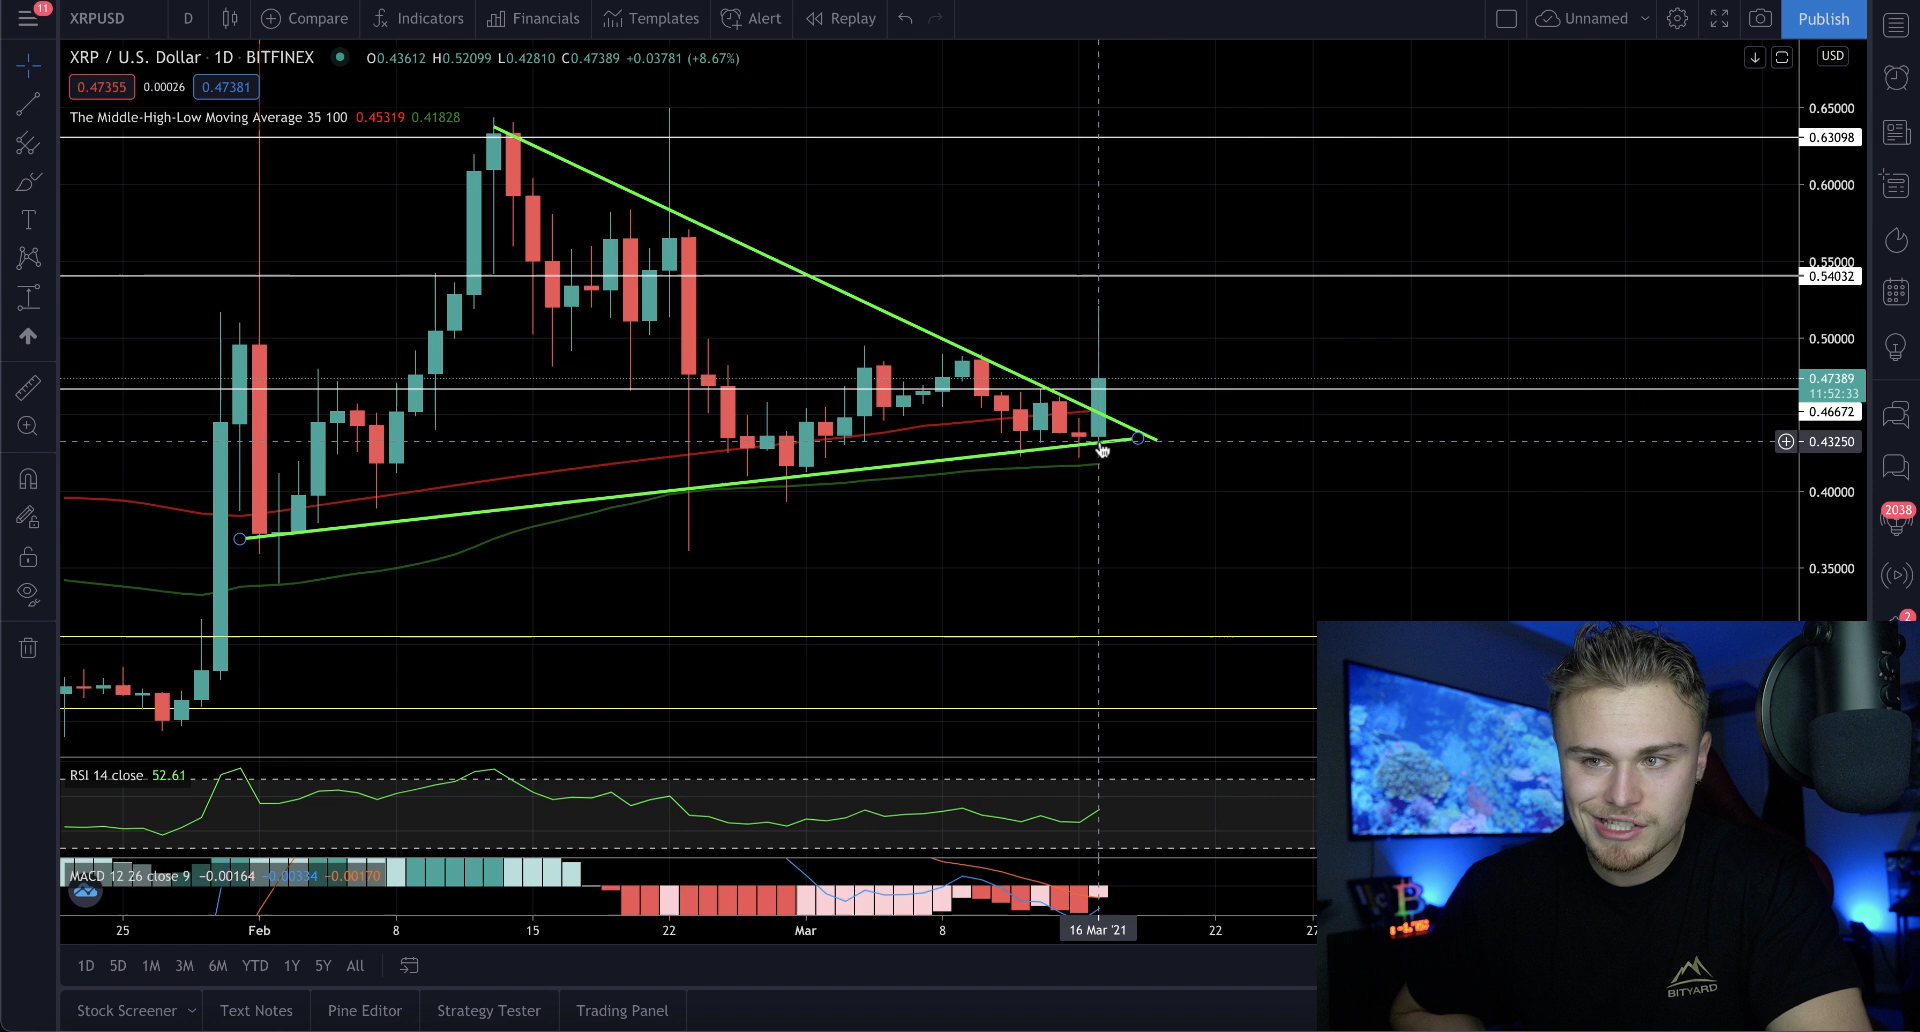 11
XRPUSD D Compare Indicators Financials Templates Alert Replay Unnamed Publish
XRP / U.S. Dollar · 1D · BITFINEX O0.43612 H0.52099 L0.42810 C0.47389 +0.03781 (+8.67%)
USD
0.47355 0.00026 0.47381
The Middle-High-Low Moving Average 35 100 0.45319 0.41828
0.65000
0.63098
0.60000
0.55000
0.54032
0.50000
0.47389
11:52:33
0.46672
0.43250
0.40000
0.35000
2038
2
RSI 14 close 52.61
MACD 12 26 close 9 −0.00164 −0.00334 −0.00170
25 Feb 8 15 22 Mar 8 16 Mar '21 22 27
1D 5D 1M 3M 6M YTD 1Y 5Y All
Stock Screener Text Notes Pine Editor Strategy Tester Trading Panel
BITYARD